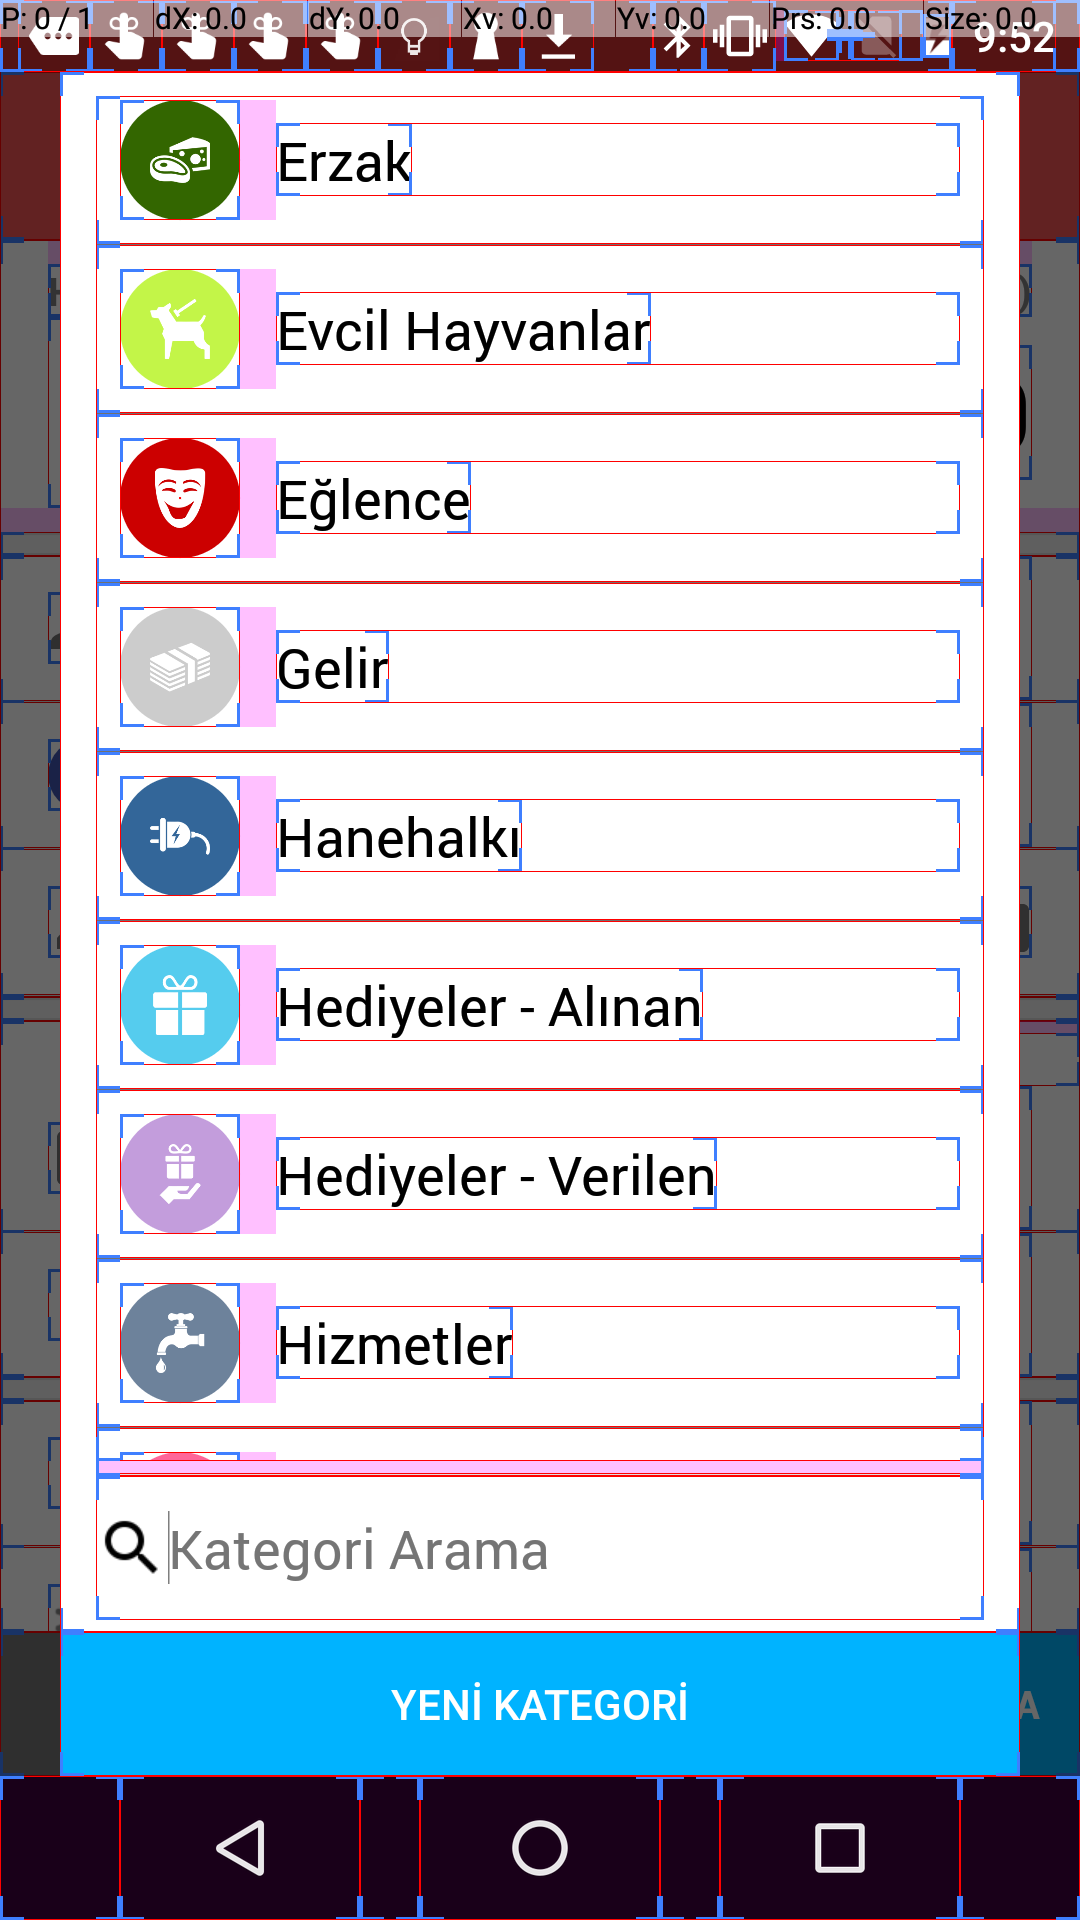 P: 0 / 1 dX: 0.0 dY: 0.0 Xv: 0.0 Yv: 0.0 Prs: 0.0 Size: 0.0
9:52
Erzak
Evcil Hayvanlar
Eğlence
Gelir
Hanehalkı
Hediyeler - Alınan
Hediyeler - Verilen
Hizmetler
Kategori Arama
YENİ KATEGORİ